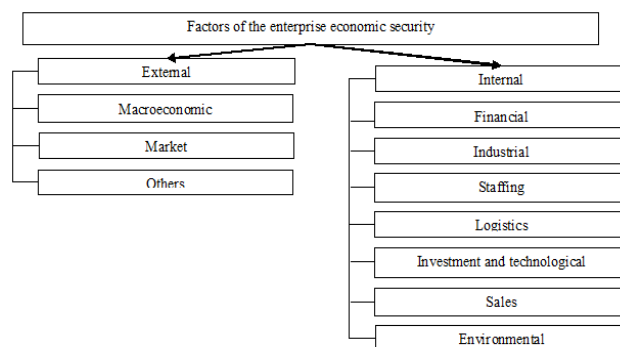 Factors of the enterprise economic security
External
Macroeconomic
Market
Others
Internal
Financial
Industrial
Staffing
Logistics
Investment and technological
Sales
Environmental